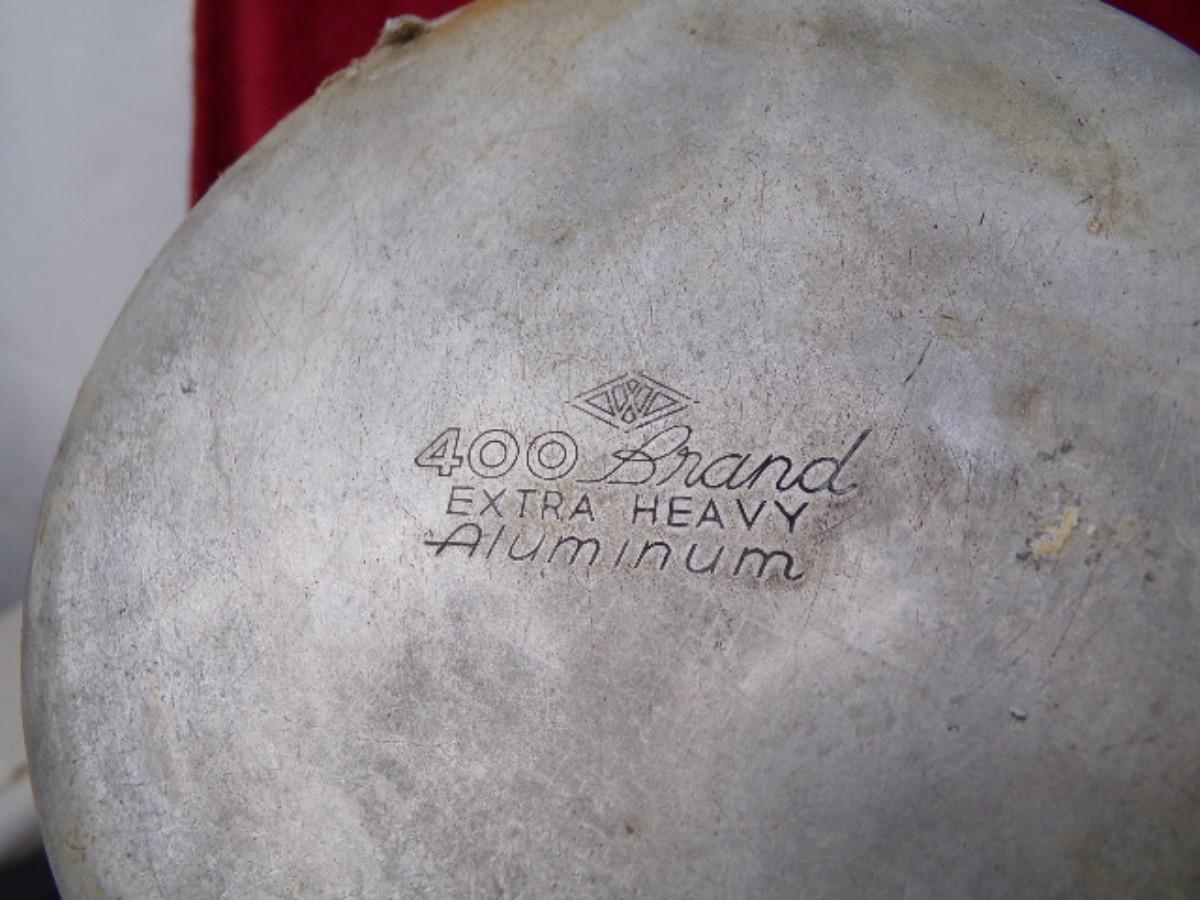 400 Brand
EXTRA HEAVY
Aluminum